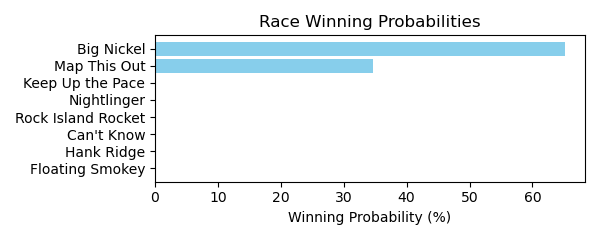 Race Winning Probabilities
Big Nickel
Map This Out
Keep Up the Pace
Nightlinger
Rock Island Rocket
Can't Know
Hank Ridge
Floating Smokey
0 10 20 30 40 50 60
Winning Probability (%)